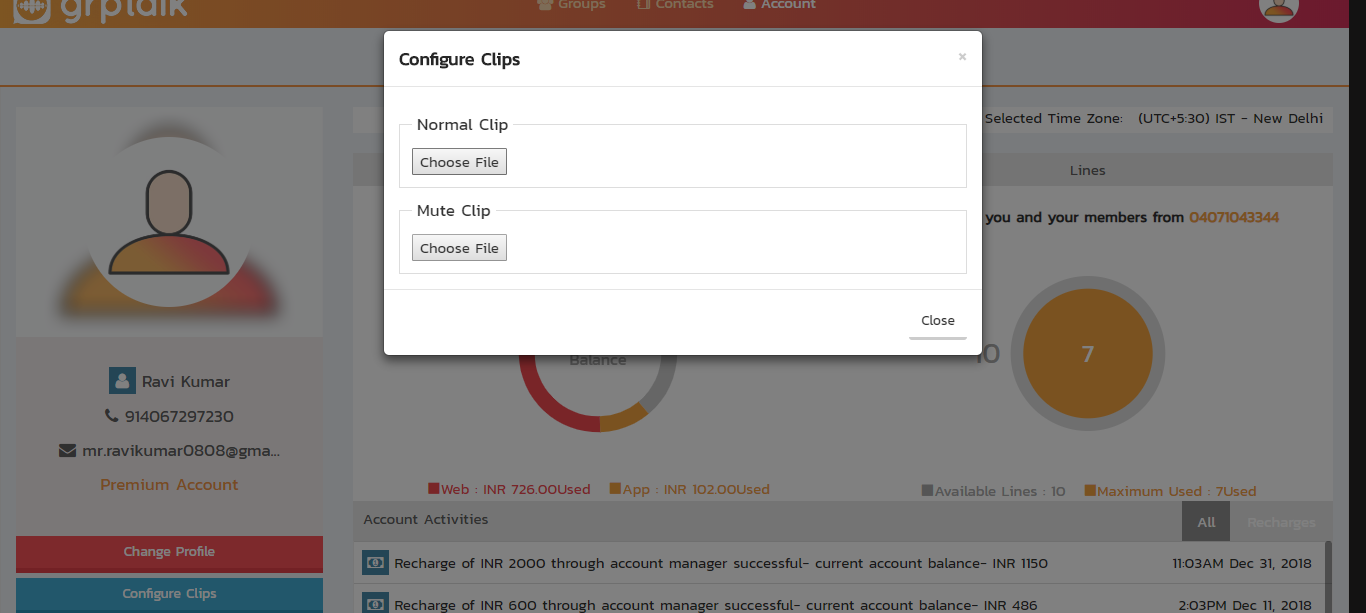 grptalk
Groups
Contacts
Account
Configure Clips
×
Normal Clip
Choose File
Mute Clip
Choose File
Close
Selected Time Zone: (UTC+5:30) IST - New Delhi
Lines
you and your members from 04071043344
Balance
10
7
Ravi Kumar
914067297230
mr.ravikumar0808@gma...
Premium Account
Change Profile
Configure Clips
Web : INR 726.00Used
App : INR 102.00Used
Available Lines : 10
Maximum Used : 7Used
Account Activities
All
Recharges
Recharge of INR 2000 through account manager successful- current account balance- INR 1150
11:03AM Dec 31, 2018
Recharge of INR 600 through account manager successful- current account balance- INR 486
2:03PM Dec 11, 2018